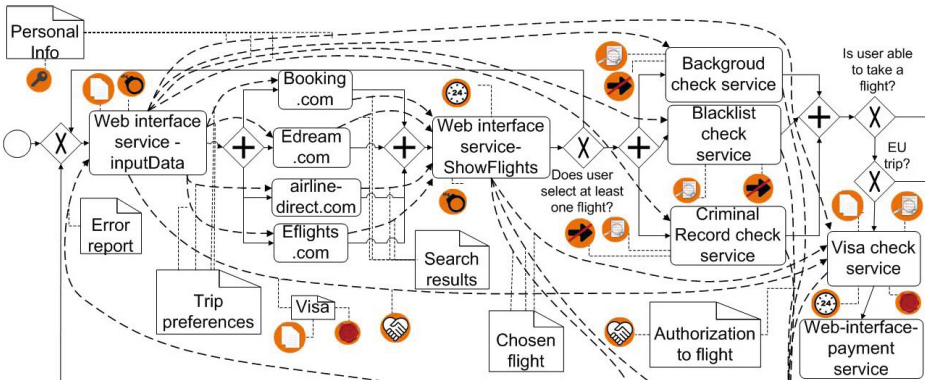 Personal
Info
Booking
.com
Backgroud
check service
Is user able
to take a
flight?
24
X
Web interface
service -
inputData
Edream
.com
Web interface
service-
ShowFlights
X
Blacklist
check
service
X
airline-
direct.com
Does user
select at least
one flight?
EU
trip?
X
Error
report
Eflights
.com
Criminal
Record check
service
Visa check
service
Search
results
Trip
preferences
Visa
Chosen
flight
Authorization
to flight
24
Web-interface-
payment
service